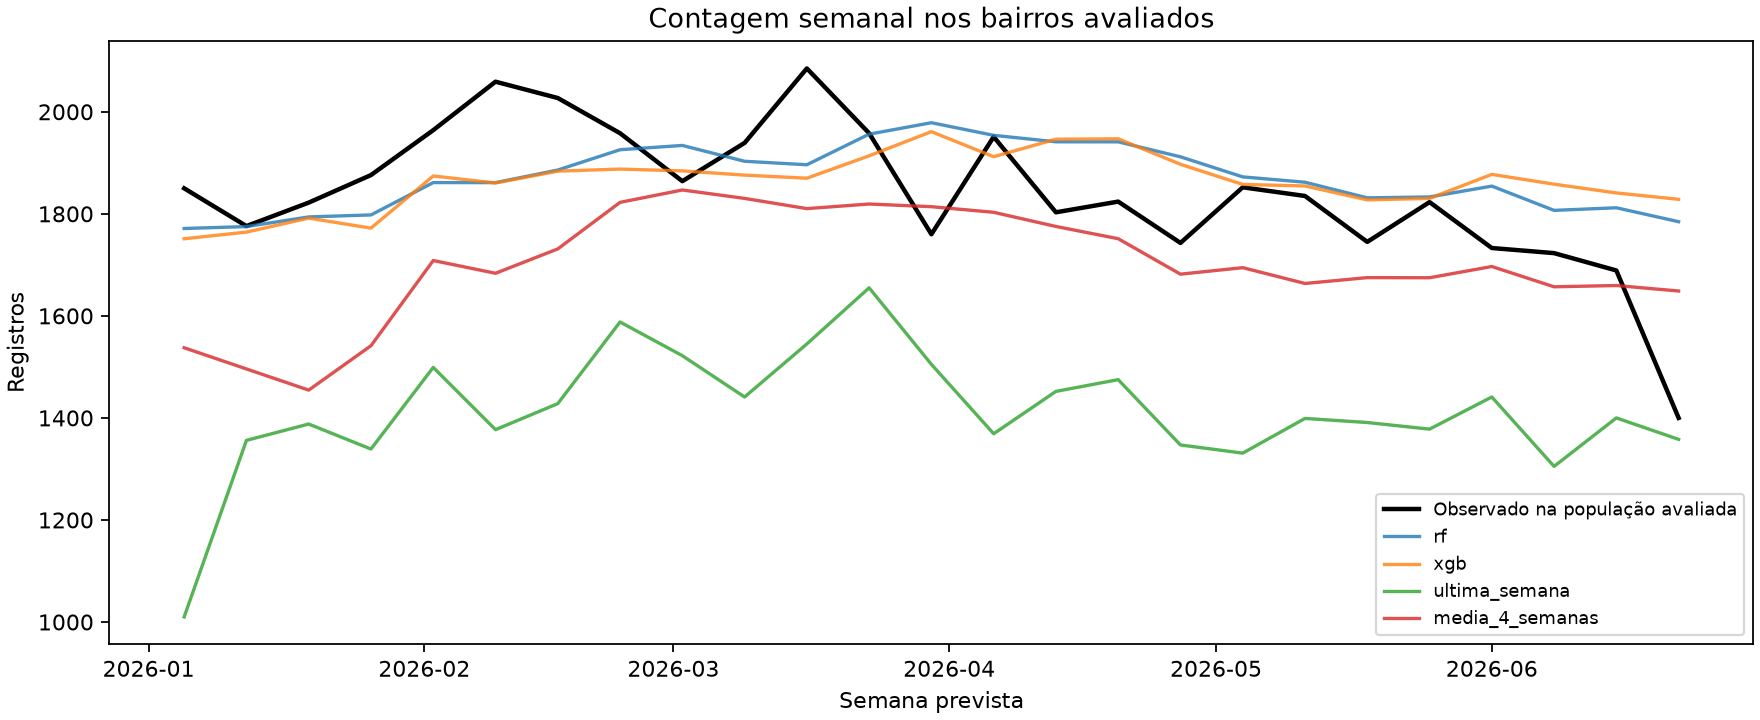 Contagem semanal nos bairros avaliados
Registros
2000
1800
1600
1400
1200
1000
2026-01
2026-02
2026-03
2026-04
2026-05
2026-06
Semana prevista
Observado na população avaliada
rf
xgb
ultima_semana
media_4_semanas